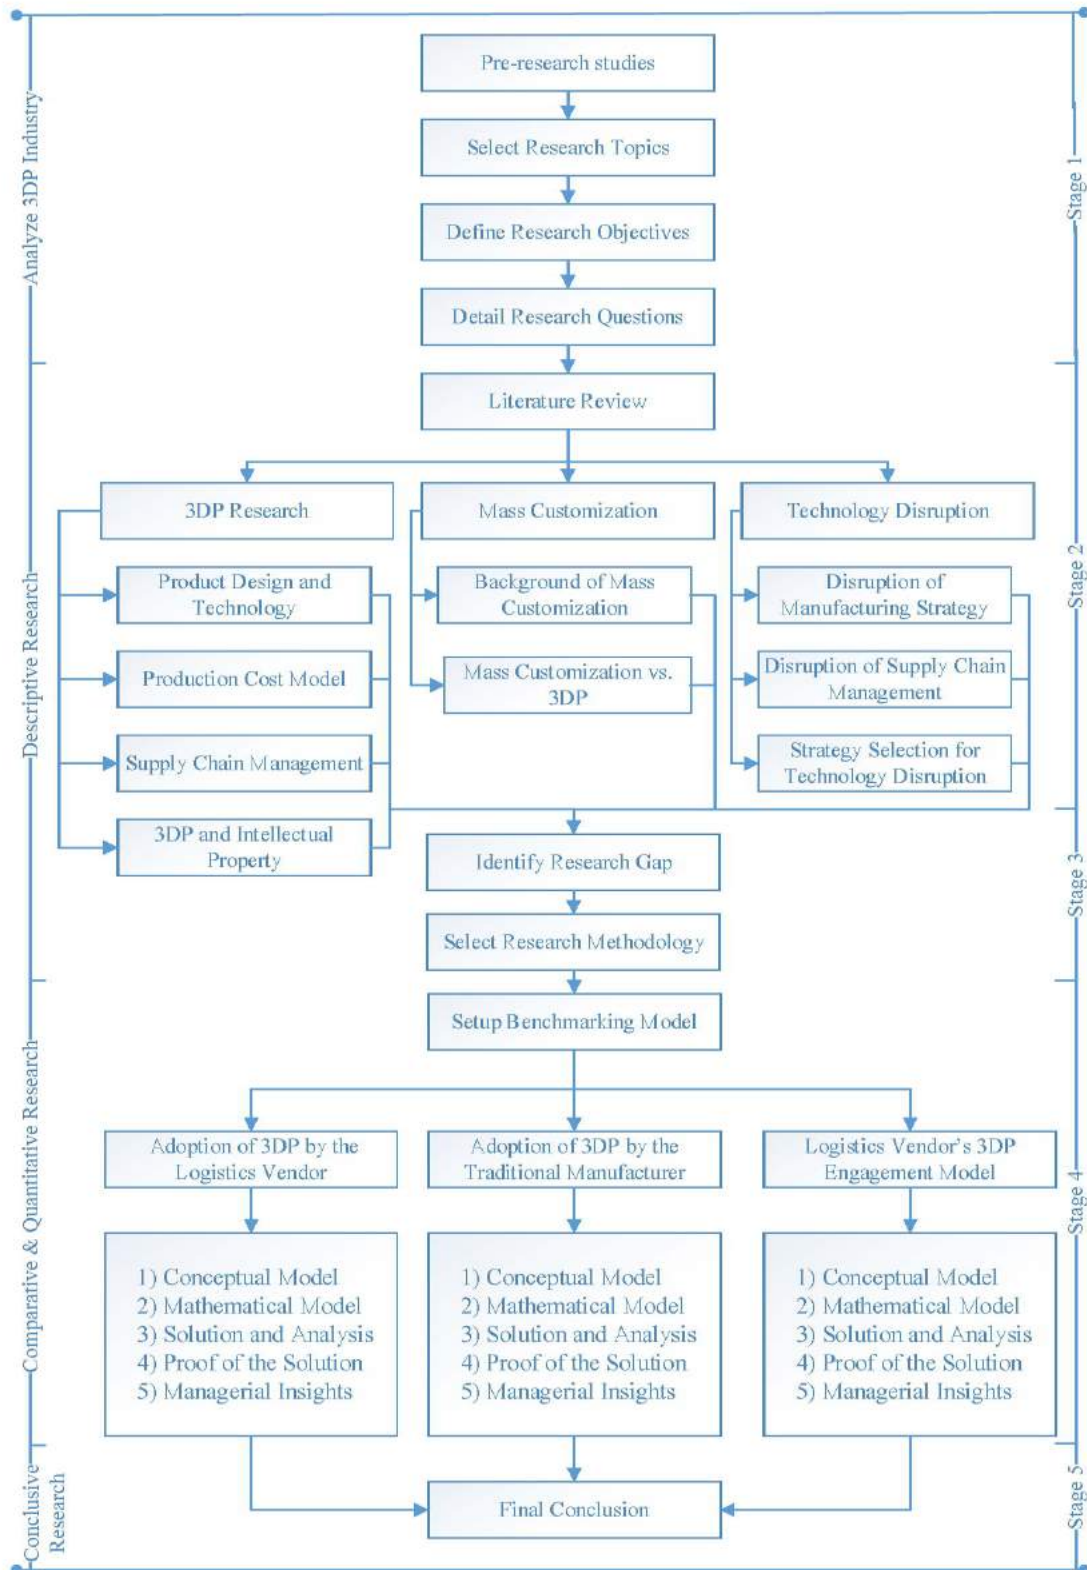 Analyze 3DP Industry
Stage 1
Pre-research studies
Select Research Topics
Define Research Objectives
Detail Research Questions
Descriptive Research
Stage 2
Literature Review
3DP Research
Mass Customization
Technology Disruption
Product Design and
Technology
Production Cost Model
Supply Chain Management
3DP and Intellectual
Property
Background of Mass
Customization
Mass Customization vs.
3DP
Disruption of
Manufacturing Strategy
Disruption of Supply Chain
Management
Strategy Selection for
Technology Disruption
Stage 3
Identify Research Gap
Select Research Methodology
Comparative & Quantitative Research
Stage 4
Setup Benchmarking Model
Adoption of 3DP by the
Logistics Vendor
Adoption of 3DP by the
Traditional Manufacturer
Logistics Vendor's 3DP
Engagement Model
1) Conceptual Model
2) Mathematical Model
3) Solution and Analysis
4) Proof of the Solution
5) Managerial Insights
1) Conceptual Model
2) Mathematical Model
3) Solution and Analysis
4) Proof of the Solution
5) Managerial Insights
1) Conceptual Model
2) Mathematical Model
3) Solution and Analysis
4) Proof of the Solution
5) Managerial Insights
Conclusive
Research
Stage 5
Final Conclusion